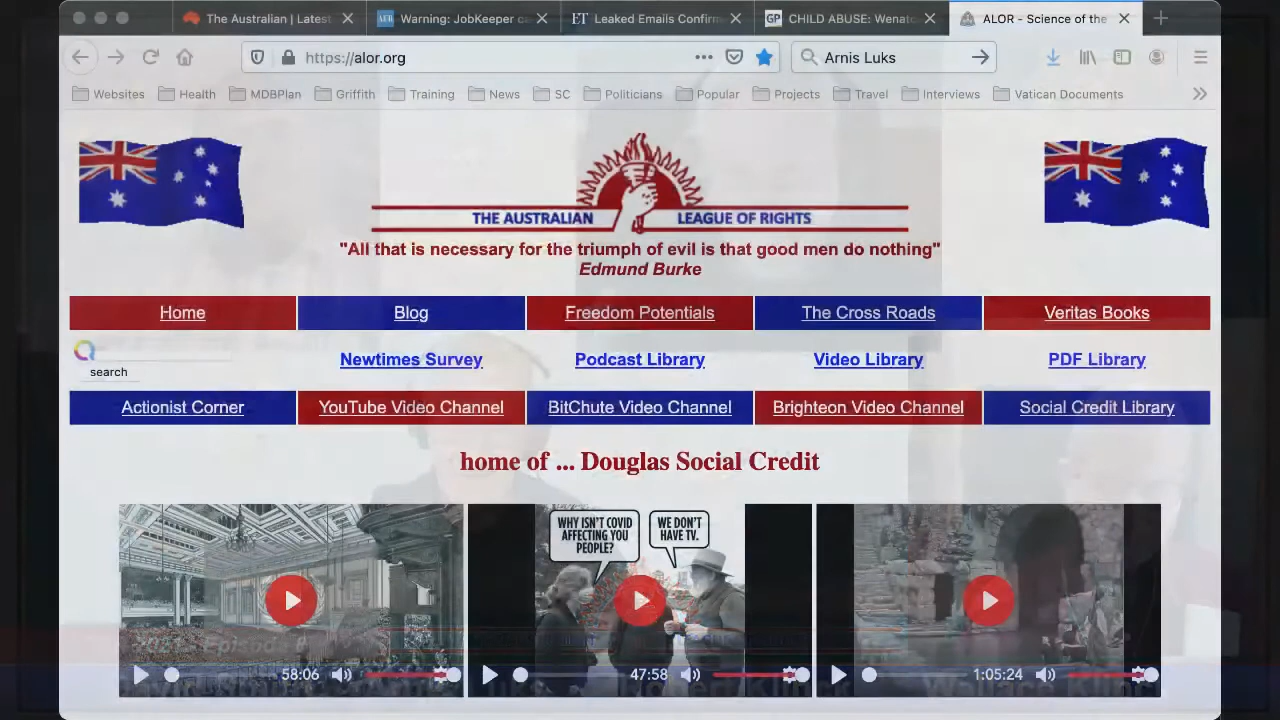 The Australian | Latest
Warning: JobKeeper ca
Leaked Emails Confirm
CHILD ABUSE: Wenatc
ALOR - Science of the
https://alor.org
Arnis Luks
Websites
Health
MDBPlan
Griffith
Training
News
SC
Politicians
Popular
Projects
Travel
Interviews
Vatican Documents
THE AUSTRALIAN LEAGUE OF RIGHTS
"All that is necessary for the triumph of evil is that good men do nothing"
Edmund Burke
Home
Blog
Freedom Potentials
The Cross Roads
Veritas Books
search
Newtimes Survey
Podcast Library
Video Library
PDF Library
Actionist Corner
YouTube Video Channel
BitChute Video Channel
Brighteon Video Channel
Social Credit Library
home of ... Douglas Social Credit
WHY ISN'T COVID
AFFECTING YOU
PEOPLE?
WE DON'T
HAVE TV.
58:06
47:58
1:05:24